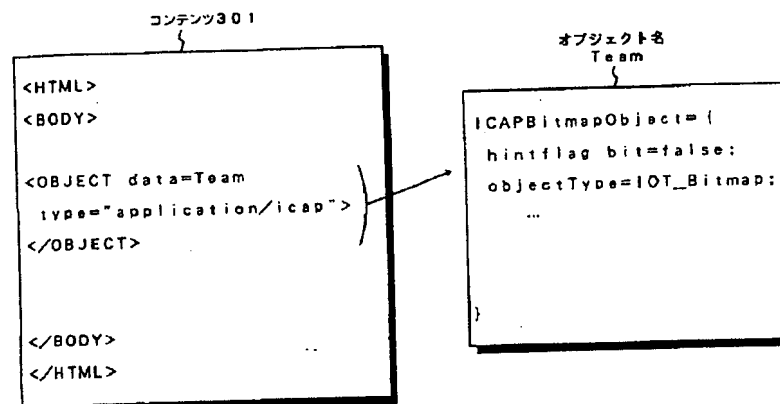 コンテンツ301
<HTML>
<BODY>
<OBJECT data=Team
type="application/icap">
</OBJECT>
</BODY>
</HTML>
オブジェクト名
Team
ICAPBitmapObject={
hintflag bit=false;
objectType=IOT_Bitmap;
…
}